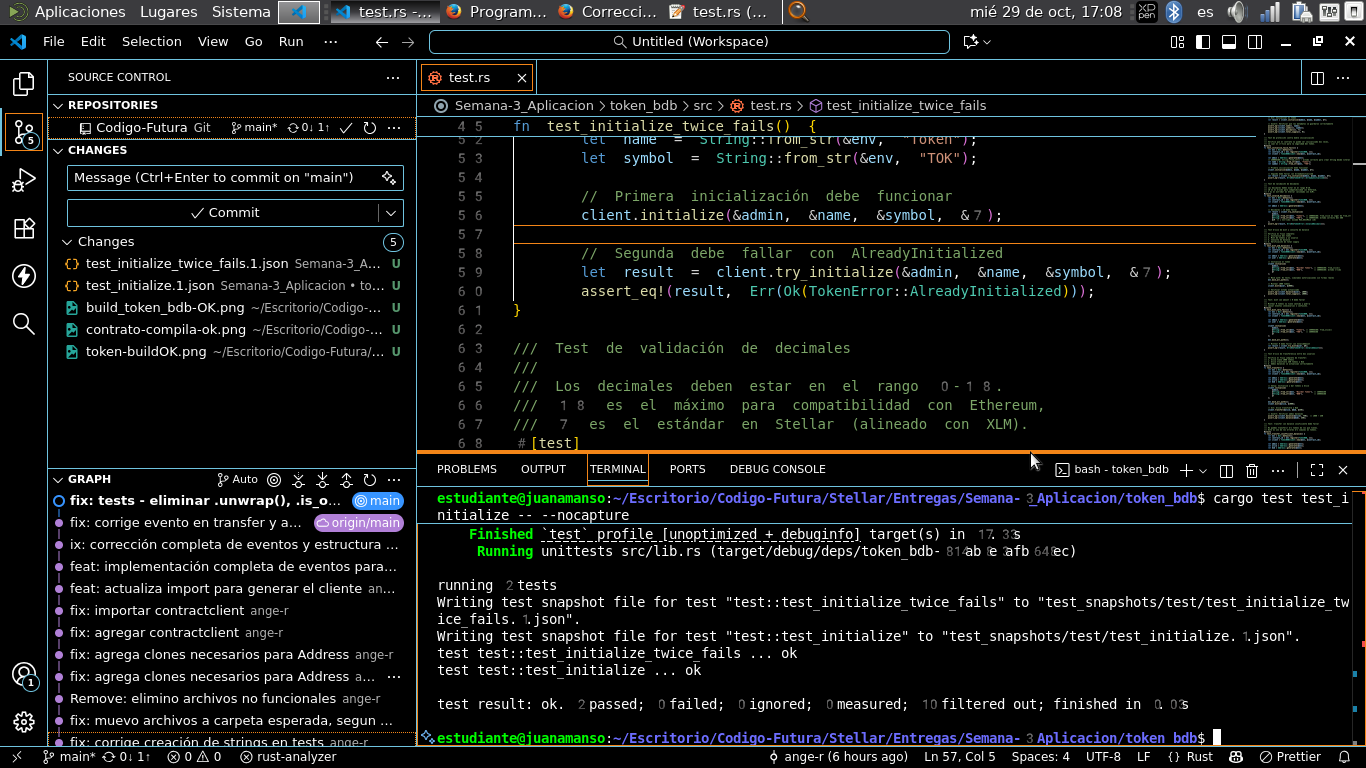 Aplicaciones Lugares Sistema test.rs -... Program... Correcci... test.rs (... mié 29 de oct, 17:08 XP PEN es
File Edit Selection View Go Run ··· Untitled (Workspace)
SOURCE CONTROL ···
REPOSITORIES
Codigo-Futura Git main* 0↓ 1↑
CHANGES
Message (Ctrl+Enter to commit on "main")
Commit
Changes 5
test_initialize_twice_fails.1.json Semana-3_A... U
test_initialize.1.json Semana-3_Aplicacion • to... U
build_token_bdb-OK.png ~/Escritorio/Codigo-... U
contrato-compila-ok.png ~/Escritorio/Codigo-... U
token-buildOK.png ~/Escritorio/Codigo-Futura/... U
GRAPH Auto ···
fix: tests - eliminar .unwrap(), .is_o... main
fix: corrige evento en transfer y a... origin/main
ix: corrección completa de eventos y estructura ...
feat: implementación completa de eventos para...
feat: actualiza import para generar el cliente an...
fix: importar contractclient ange-r
fix: agregar contractclient ange-r
fix: agrega clones necesarios para Address ange-r
fix: agrega clones necesarios para Address a... ···
Remove: elimino archivos no funcionales ange-r
fix: muevo archivos a carpeta esperada, segun ...
fix: corrige creación de strings en tests ange-r
5
1
test.rs
Semana-3_Aplicacion > token_bdb > src > test.rs > test_initialize_twice_fails
45 fn test_initialize_twice_fails() {
52 let name = String::from_str(&env, "Token");
53 let symbol = String::from_str(&env, "TOK");
54
55 // Primera inicialización debe funcionar
56 client.initialize(&admin, &name, &symbol, &7);
57
58 // Segunda debe fallar con AlreadyInitialized
59 let result = client.try_initialize(&admin, &name, &symbol, &7);
60 assert_eq!(result, Err(Ok(TokenError::AlreadyInitialized)));
61 }
62
63 /// Test de validación de decimales
64 ///
65 /// Los decimales deben estar en el rango 0-18.
66 /// 18 es el máximo para compatibilidad con Ethereum,
67 /// 7 es el estándar en Stellar (alineado con XLM).
68 #[test]
PROBLEMS OUTPUT TERMINAL PORTS DEBUG CONSOLE bash - token_bdb ···
estudiante@juanamanso:~/Escritorio/Codigo-Futura/Stellar/Entregas/Semana-3_Aplicacion/token_bdb$ cargo test test_i
nitialize -- --nocapture
Finished `test` profile [unoptimized + debuginfo] target(s) in 17.33s
Running unittests src/lib.rs (target/debug/deps/token_bdb-
running 2 tests
Writing test snapshot file for test "test::test_initialize_twice_fails" to "test_snapshots/test/test_initialize_tw
ice_fails.1.json".
Writing test snapshot file for test "test::test_initialize" to "test_snapshots/test/test_initialize.1.json".
test test::test_initialize_twice_fails ... ok
test test::test_initialize ... ok
test result: ok. 2 passed; 0 failed; 0 ignored; 0 measured; 10 filtered out; finished in 0.03s
estudiante@juanamanso:~/Escritorio/Codigo-Futura/Stellar/Entregas/Semana-3_Aplicacion/token_bdb$
main* 0↓ 1↑ 0 0 rust-analyzer ange-r (6 hours ago) Ln 57, Col 5 Spaces: 4 UTF-8 LF {} Rust Prettier